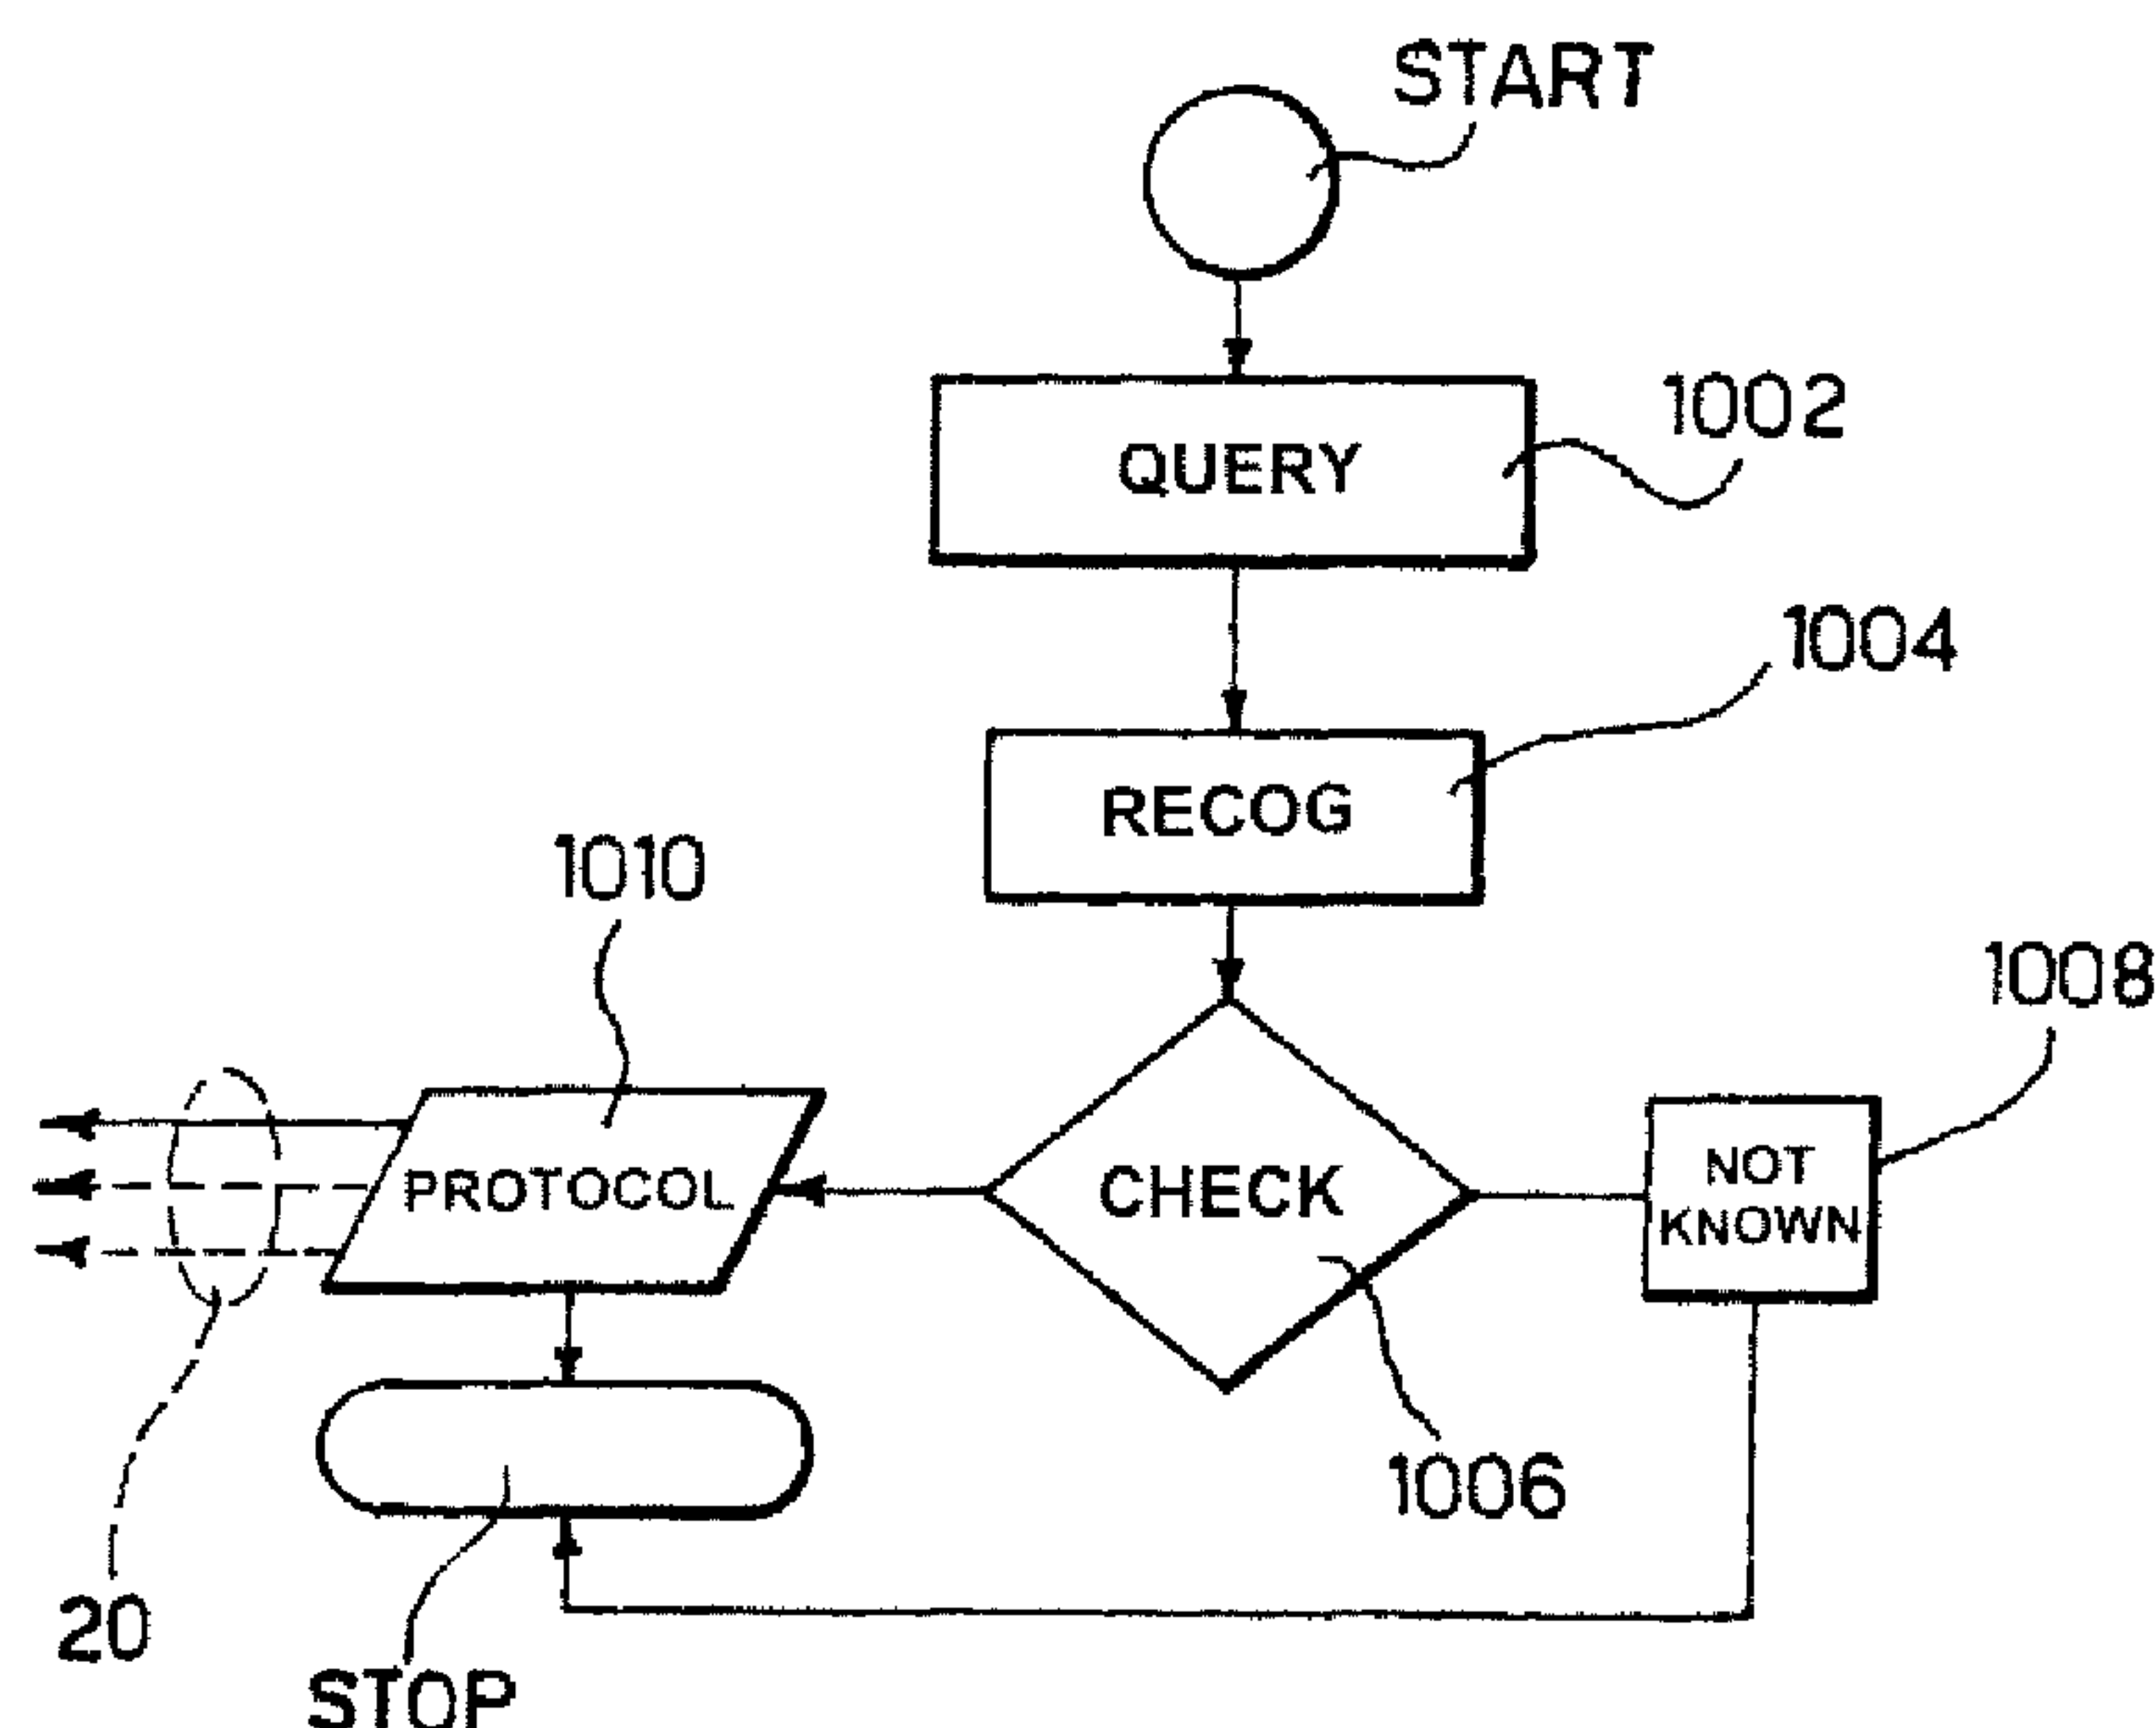 START
1002
QUERY
1004
RECOG
1010
1008
CHECK
PROTOCOL
NOT
KNOWN
1006
20
STOP